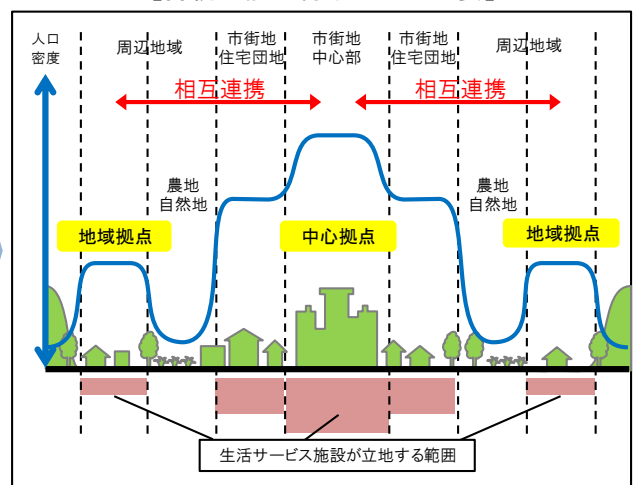 人口
密度
周辺地域
市街地
住宅団地
市街地
中心部
市街地
住宅団地
周辺地域
相互連携
相互連携
農地
自然地
農地
自然地
地域拠点
中心拠点
地域拠点
生活サービス施設が立地する範囲